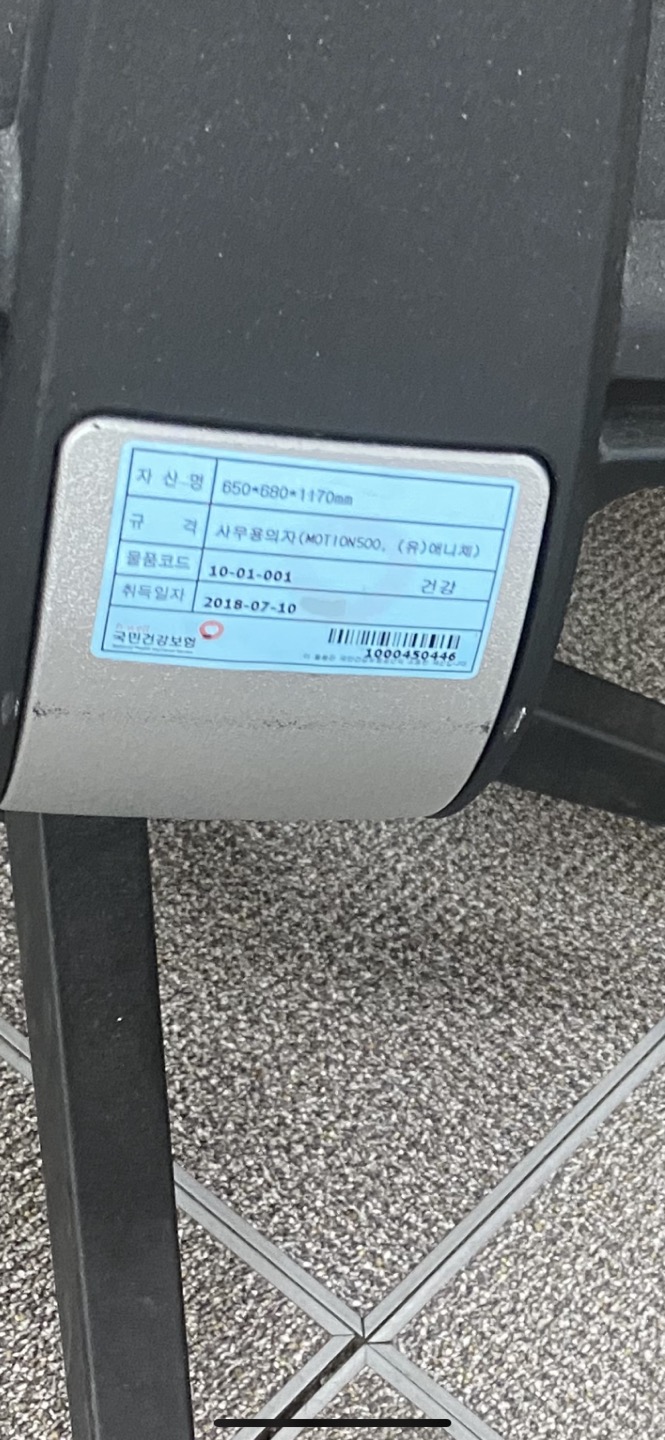 자 산 명 650*680*1170mm
규 격 사무용의자(MOTION500, (유)애니체)
물품코드 10-01-001 건강
취득일자 2018-07-10
국민건강보험
1000450446